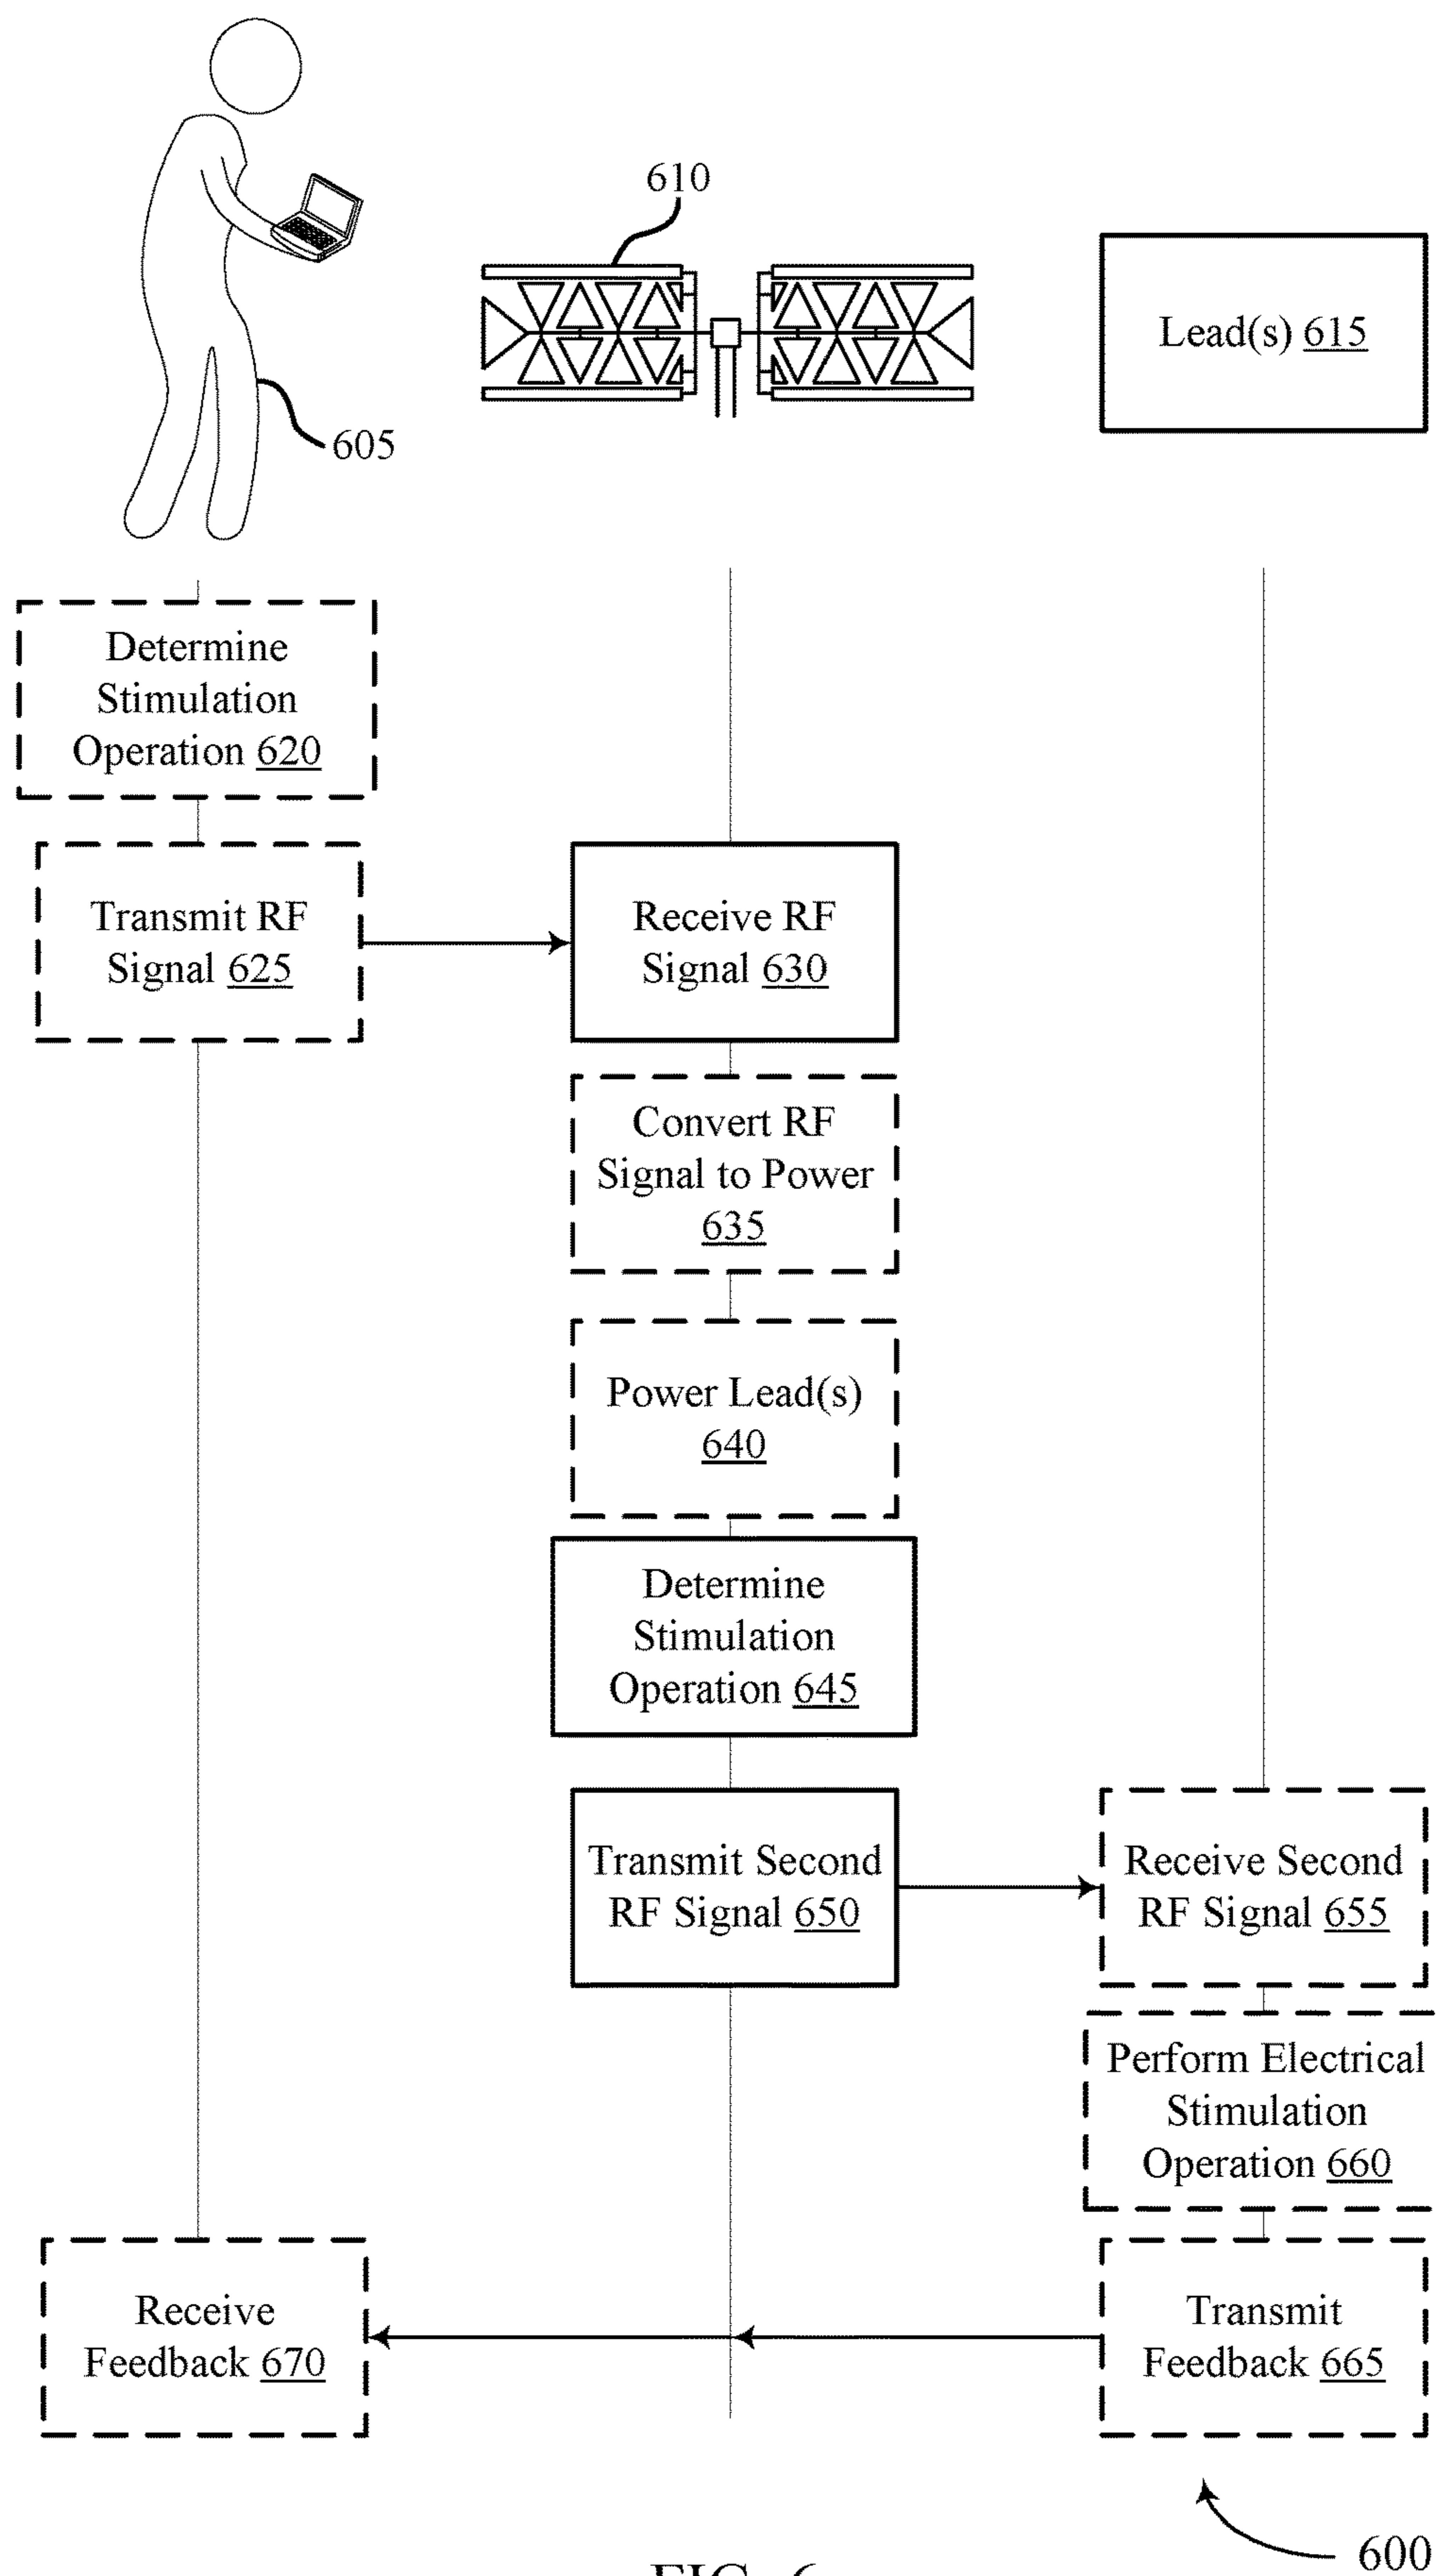 610
Lead(s) 615
605
Determine
Stimulation
Operation 620
Transmit RF
Signal 625
Receive RF
Signal 630
Convert RF
Signal to Power
635
Power Lead(s)
640
Determine
Stimulation
Operation 645
Transmit Second
RF Signal 650
Receive Second
RF Signal 655
Perform Electrical
Stimulation
Operation 660
Receive
Feedback 670
Transmit
Feedback 665
600
FIG. 6